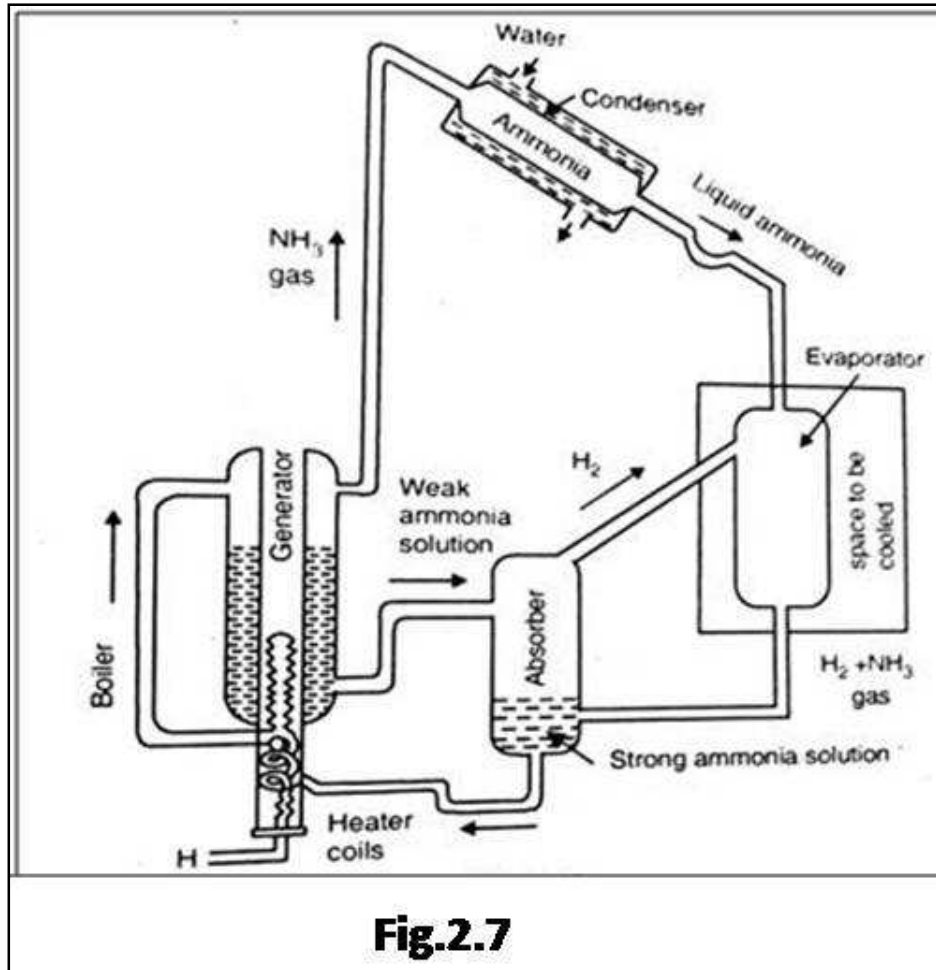 Water
Condenser
Ammonia
Liquid ammonia
NH₃
gas
Evaporator
Generator
Weak
ammonia
solution
H₂
space to be
cooled
Boiler
Absorber
H₂ +NH₃
gas
Strong ammonia solution
Heater
coils
H
Fig.2.7